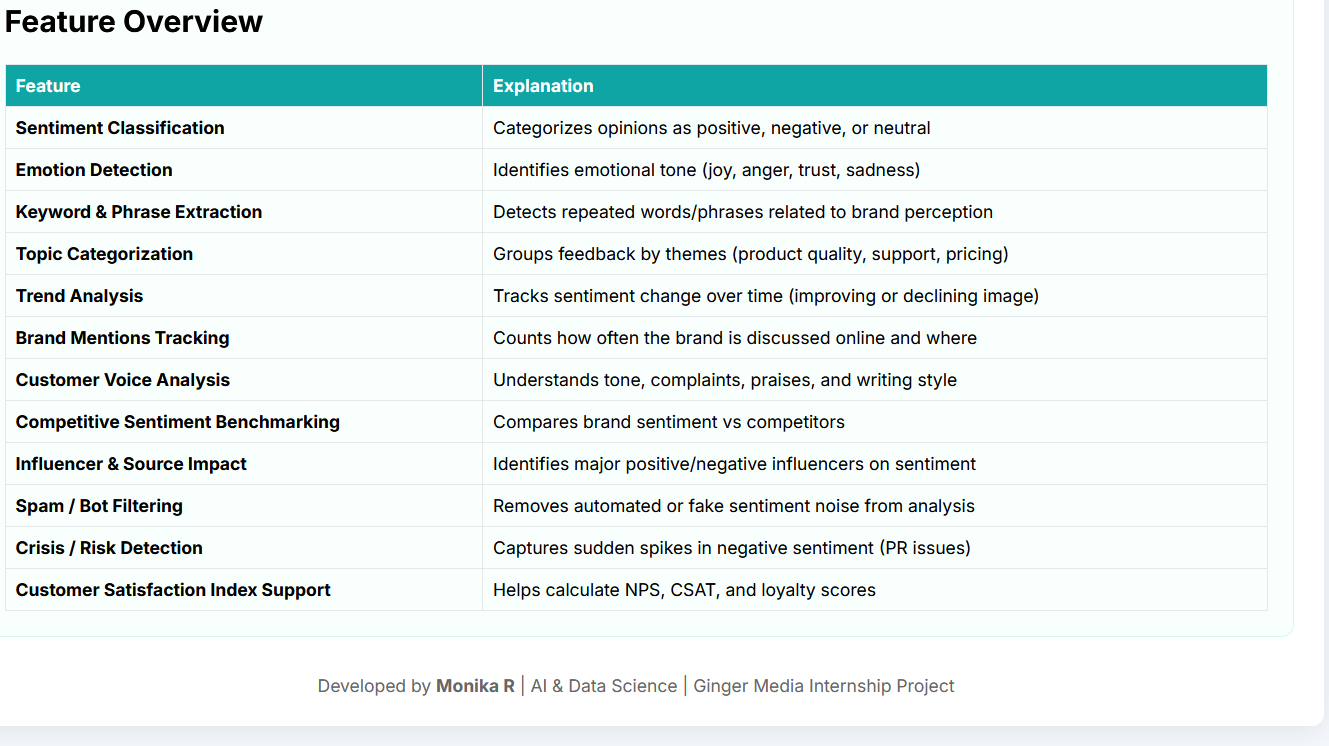 Feature Overview
Feature Explanation
Sentiment Classification Categorizes opinions as positive, negative, or neutral
Emotion Detection Identifies emotional tone (joy, anger, trust, sadness)
Keyword & Phrase Extraction Detects repeated words/phrases related to brand perception
Topic Categorization Groups feedback by themes (product quality, support, pricing)
Trend Analysis Tracks sentiment change over time (improving or declining image)
Brand Mentions Tracking Counts how often the brand is discussed online and where
Customer Voice Analysis Understands tone, complaints, praises, and writing style
Competitive Sentiment Benchmarking Compares brand sentiment vs competitors
Influencer & Source Impact Identifies major positive/negative influencers on sentiment
Spam / Bot Filtering Removes automated or fake sentiment noise from analysis
Crisis / Risk Detection Captures sudden spikes in negative sentiment (PR issues)
Customer Satisfaction Index Support Helps calculate NPS, CSAT, and loyalty scores
Developed by Monika R | AI & Data Science | Ginger Media Internship Project